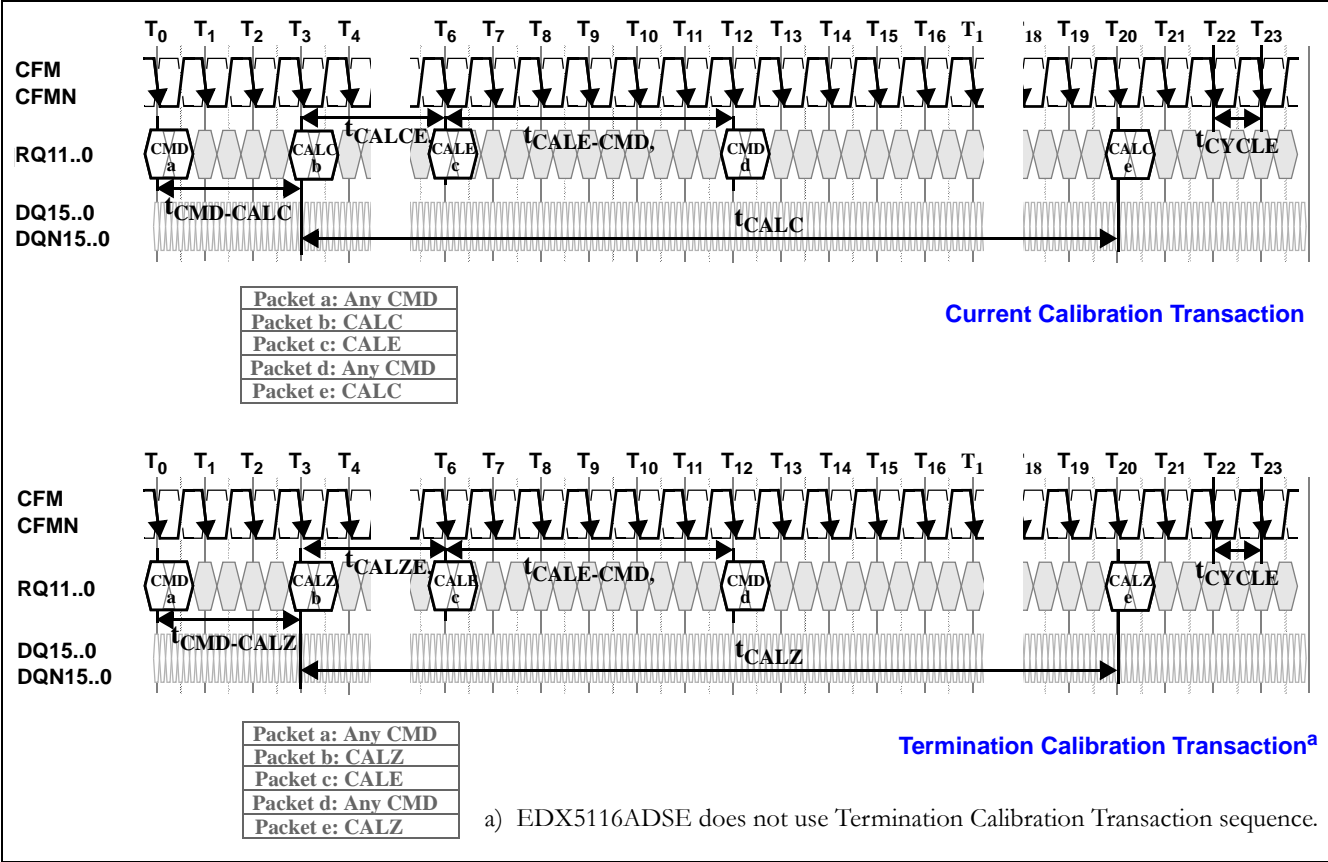 T0 T1 T2 T3 T4 T6 T7 T8 T9 T10 T11 T12 T13 T14 T15 T16 T1 18 T19 T20 T21 T22 T23
CFM
CFMN
tCALCE, tCALE-CMD, tCYCLE
RQ11..0
CMD a CALC b CALE c CMD d CALC e
tCMD-CALC
DQ15..0
DQN15..0
tCALC
Packet a: Any CMD
Packet b: CALC
Packet c: CALE
Packet d: Any CMD
Packet e: CALC
Current Calibration Transaction
T0 T1 T2 T3 T4 T6 T7 T8 T9 T10 T11 T12 T13 T14 T15 T16 T1 18 T19 T20 T21 T22 T23
CFM
CFMN
tCALZE, tCALE-CMD, tCYCLE
RQ11..0
CMD a CALZ b CALE c CMD d CALZ e
tCMD-CALZ
DQ15..0
DQN15..0
tCALZ
Packet a: Any CMD
Packet b: CALZ
Packet c: CALE
Packet d: Any CMD
Packet e: CALZ
Termination Calibration Transactiona
a) EDX5116ADSE does not use Termination Calibration Transaction sequence.